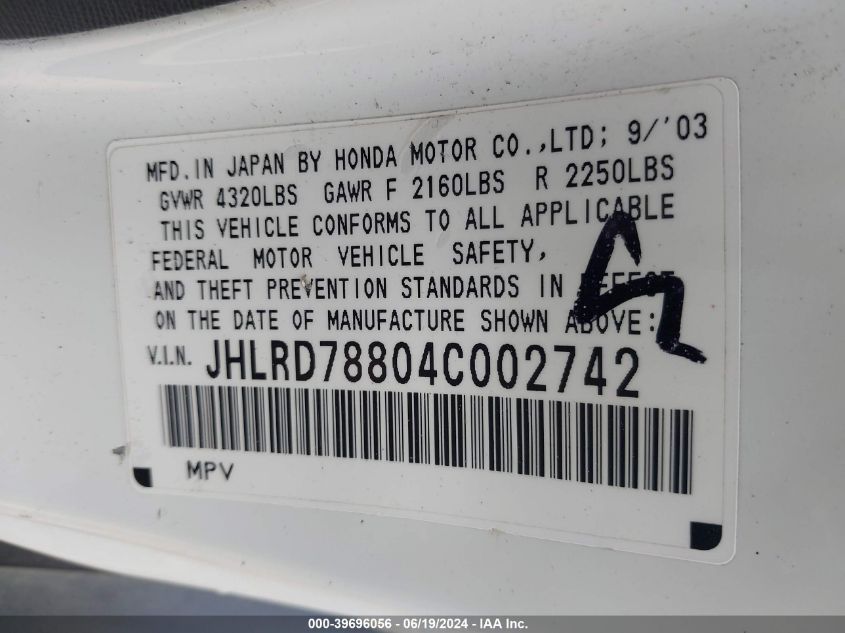 MFD.IN JAPAN BY HONDA MOTOR CO.,LTD; 9/'03
GVWR 4320LBS GAWR F 2160LBS R 2250LBS
THIS VEHICLE CONFORMS TO ALL APPLICABLE
FEDERAL MOTOR VEHICLE SAFETY,
AND THEFT PREVENTION STANDARDS IN EFFECT
ON THE DATE OF MANUFACTURE SHOWN ABOVE:
V.I.N. JHLRD78804C002742
MPV
000-39696056 - 06/19/2024 - IAAI.COM